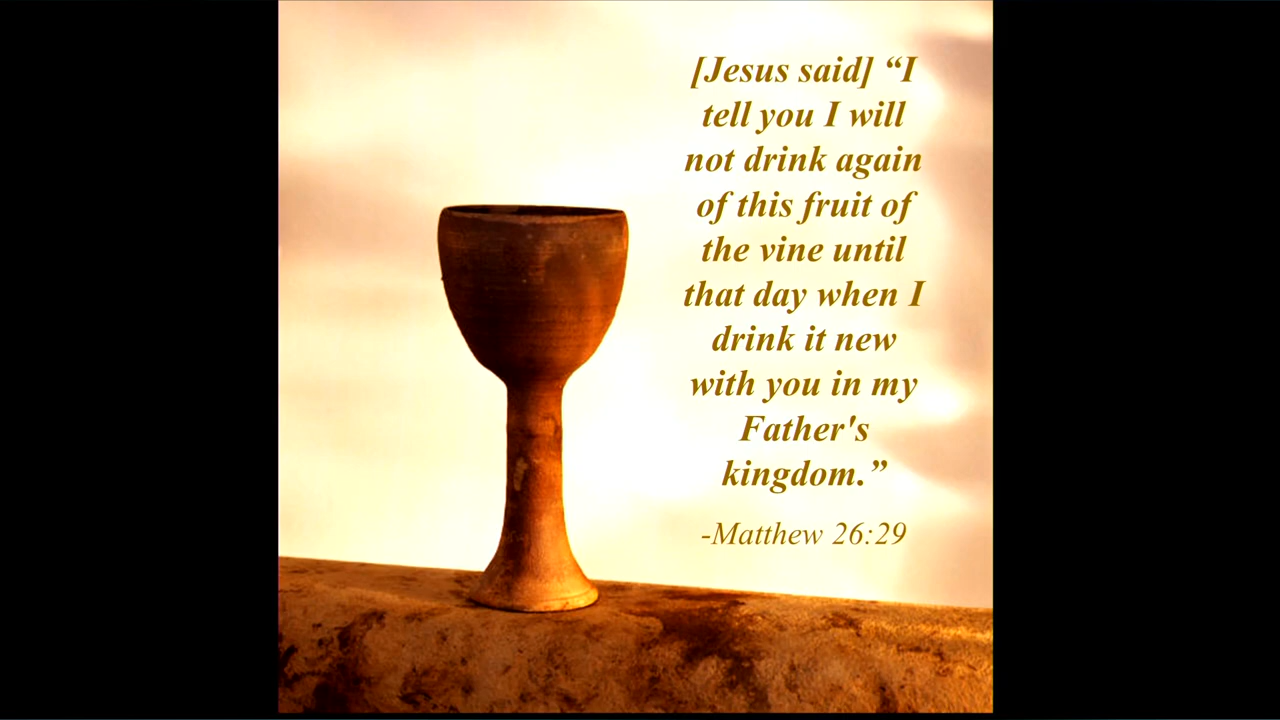 [Jesus said] “I
tell you I will
not drink again
of this fruit of
the vine until
that day when I
drink it new
with you in my
Father's
kingdom.”
-Matthew 26:29